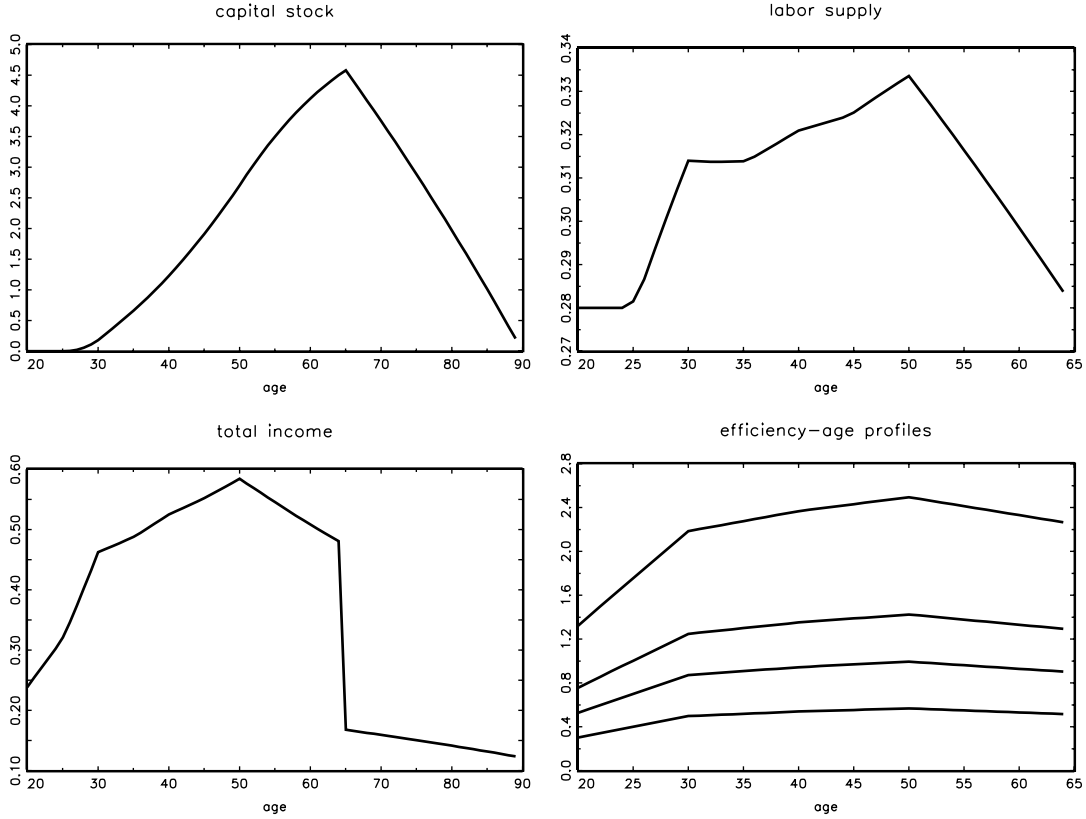 capital stock
5.0
4.5
4.0
3.5
3.0
2.5
2.0
1.5
1.0
0.5
0.0
20 30 40 50 60 70 80 90
age
labor supply
0.34
0.33
0.32
0.31
0.30
0.29
0.28
0.27
20 25 30 35 40 45 50 55 60 65
age
total income
0.60
0.50
0.40
0.30
0.20
0.10
20 30 40 50 60 70 80 90
age
efficiency-age profiles
2.8
2.4
2.0
1.6
1.2
0.8
0.4
0.0
20 25 30 35 40 45 50 55 60 65
age